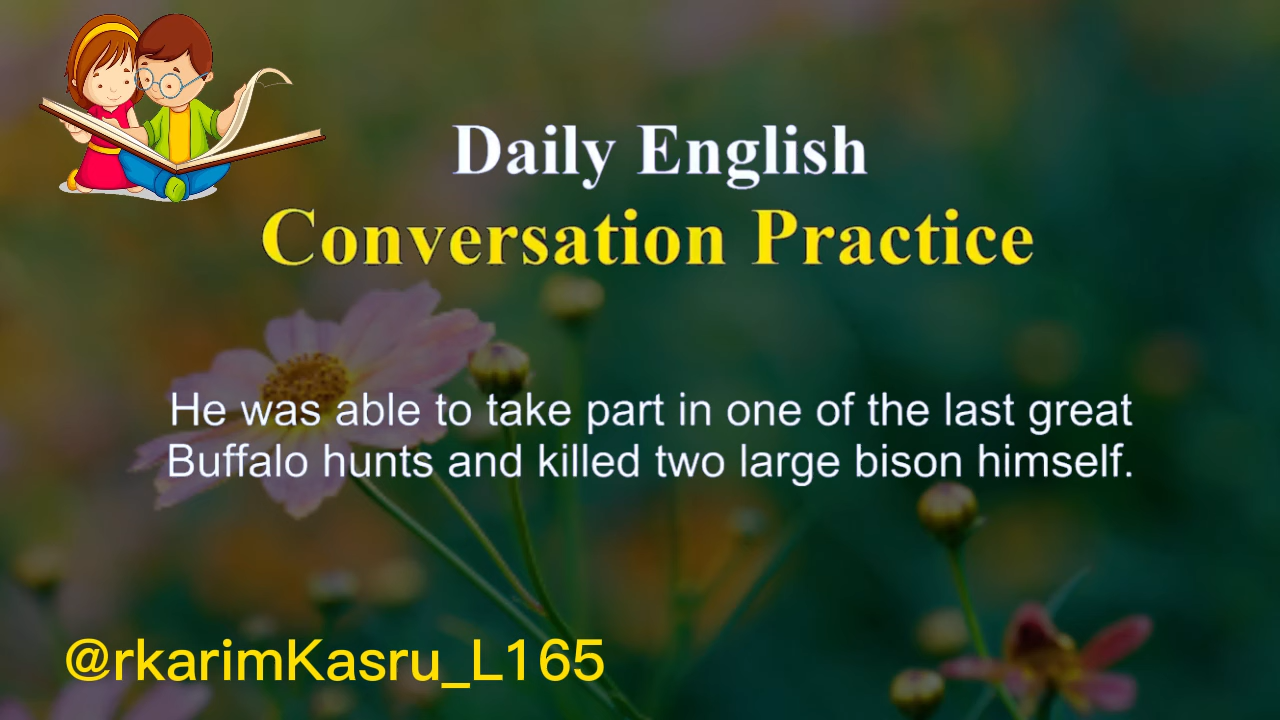 Daily English
Conversation Practice
He was able to take part in one of the last great
Buffalo hunts and killed two large bison himself.
@rkarimKasru_L165